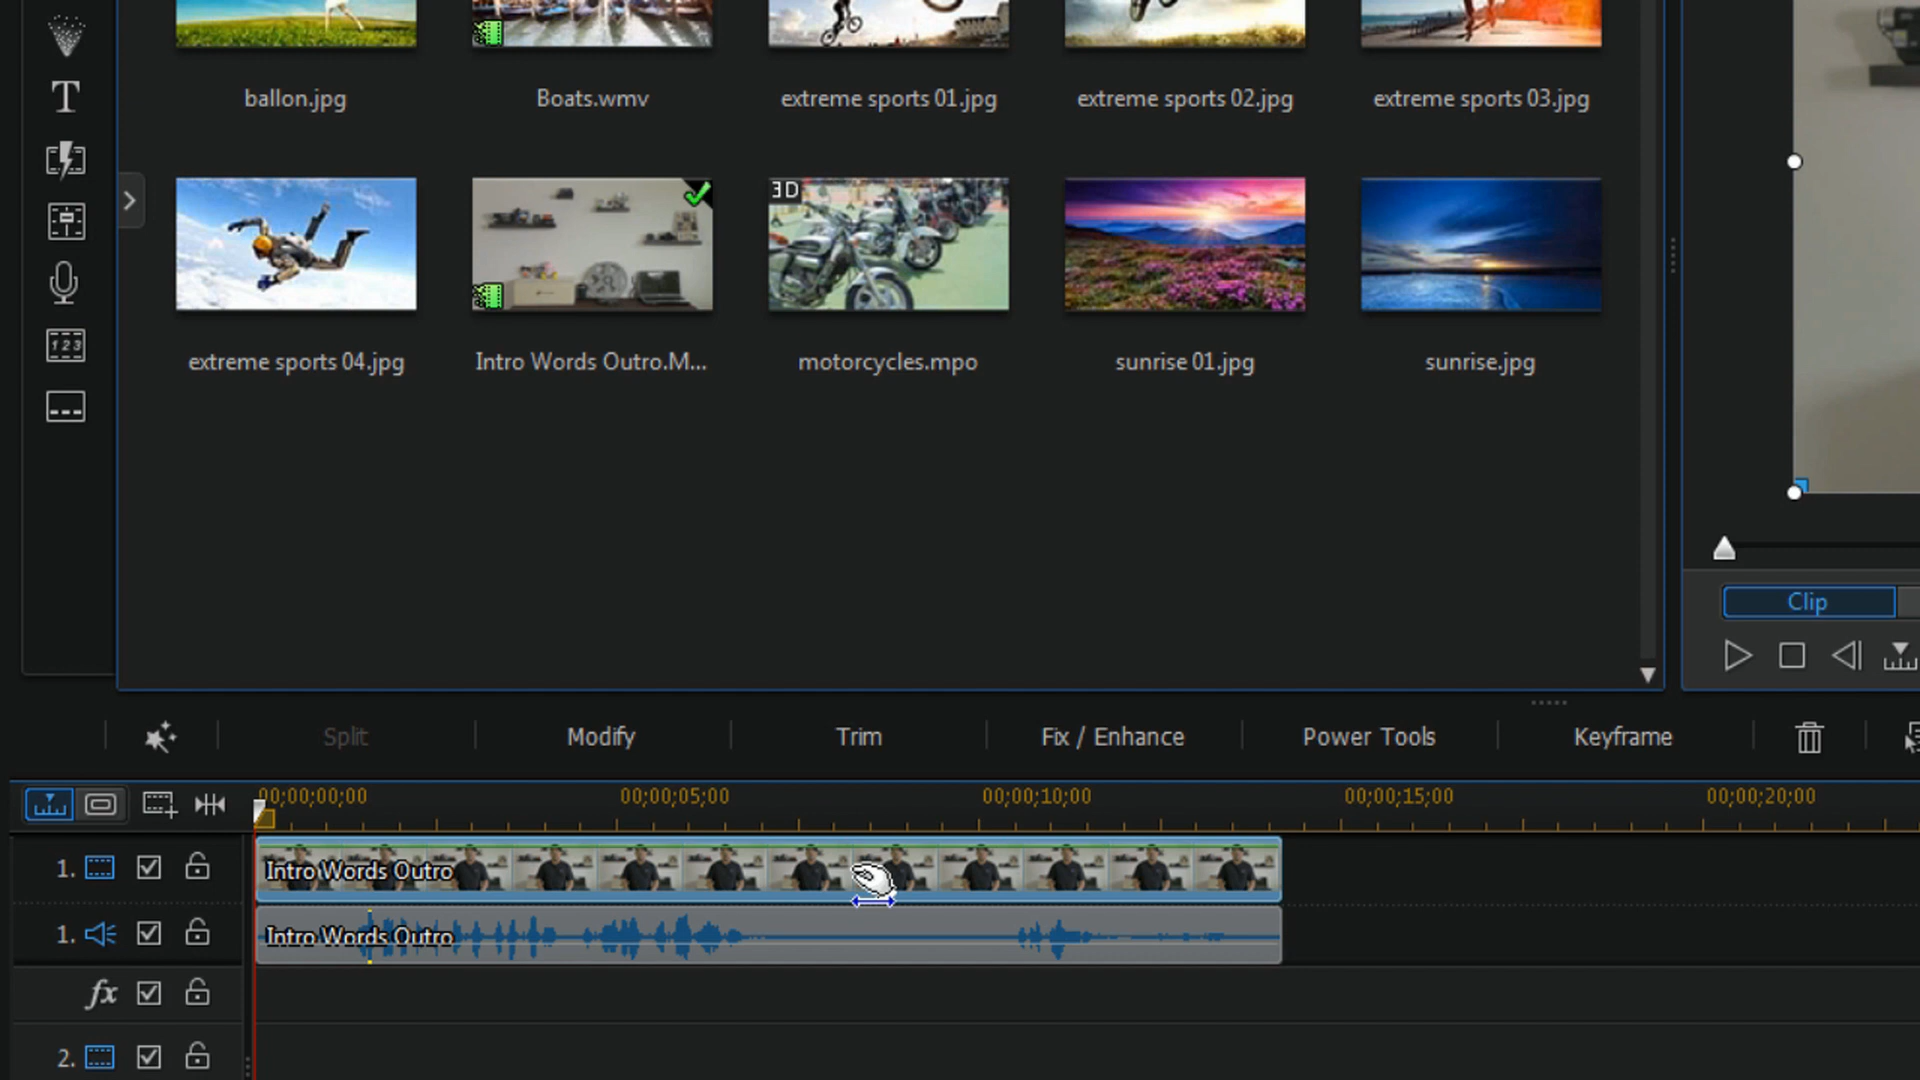 T
ballon.jpg
Boats.wmv
extreme sports 01.jpg
extreme sports 02.jpg
extreme sports 03.jpg
3D
extreme sports 04.jpg
Intro Words Outro.M...
motorcycles.mpo
sunrise 01.jpg
sunrise.jpg
123
Clip
Split
Modify
Trim
Fix / Enhance
Power Tools
Keyframe
00;00;00;00
00;00;05;00
00;00;10;00
00;00;15;00
00;00;20;00
1.
Intro Words Outro
1.
Intro Words Outro
fx
2.